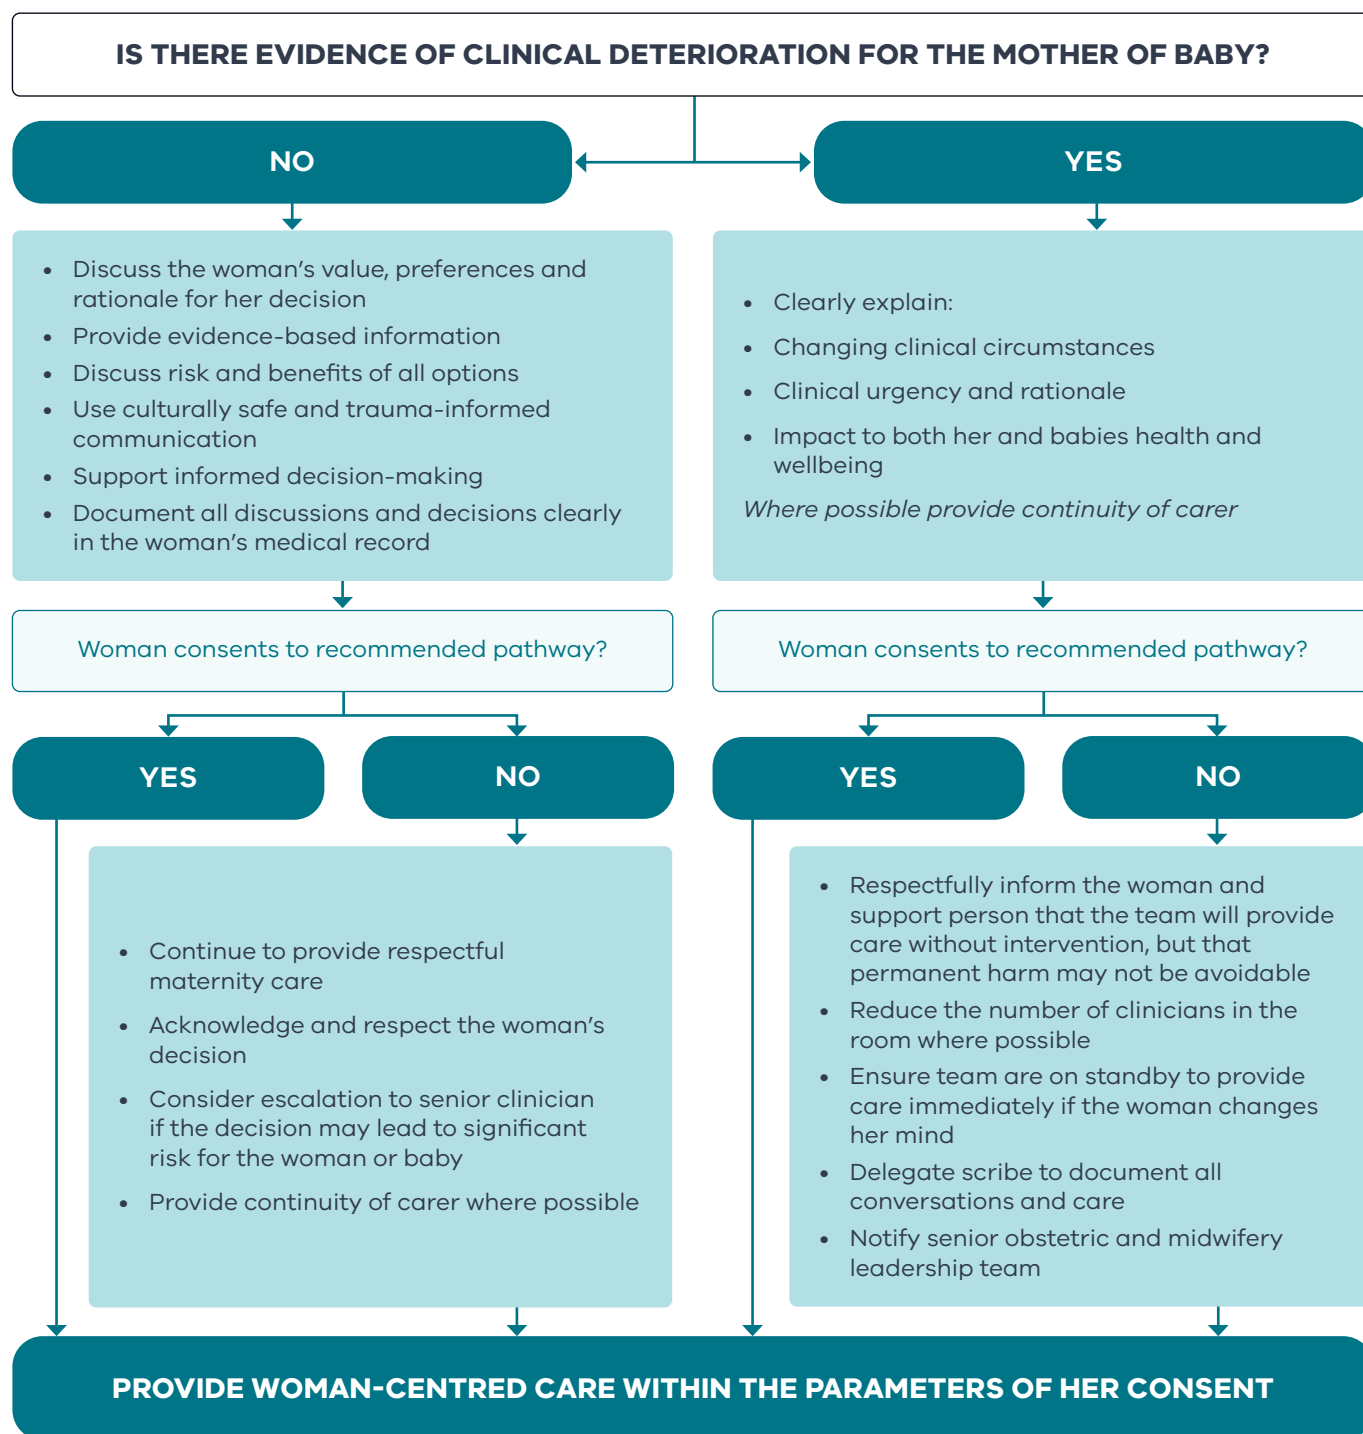 IS THERE EVIDENCE OF CLINICAL DETERIORATION FOR THE MOTHER OF BABY?
NO
YES
• Discuss the woman's value, preferences and
rationale for her decision
• Provide evidence-based information
• Discuss risk and benefits of all options
• Use culturally safe and trauma-informed
communication
• Support informed decision-making
• Document all discussions and decisions clearly
in the woman's medical record
• Clearly explain:
• Changing clinical circumstances
• Clinical urgency and rationale
• Impact to both her and babies health and
wellbeing
Where possible provide continuity of carer
Woman consents to recommended pathway?
Woman consents to recommended pathway?
YES
NO
YES
NO
• Continue to provide respectful
maternity care
• Acknowledge and respect the woman's
decision
• Consider escalation to senior clinician
if the decision may lead to significant
risk for the woman or baby
• Provide continuity of carer where possible
• Respectfully inform the woman and
support person that the team will provide
care without intervention, but that
permanent harm may not be avoidable
• Reduce the number of clinicians in the
room where possible
• Ensure team are on standby to provide
care immediately if the woman changes
her mind
• Delegate scribe to document all
conversations and care
• Notify senior obstetric and midwifery
leadership team
PROVIDE WOMAN-CENTRED CARE WITHIN THE PARAMETERS OF HER CONSENT